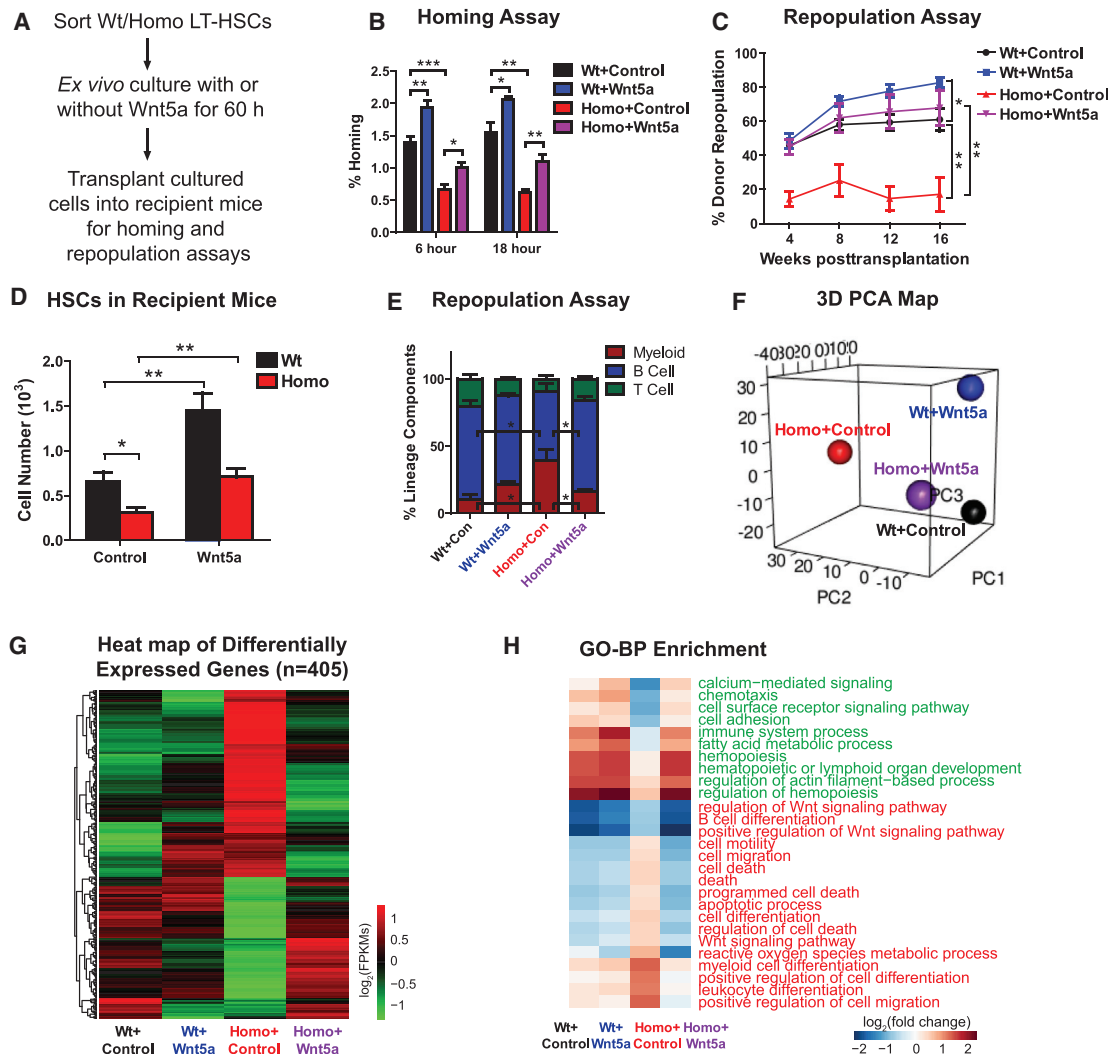 A
Sort Wt/Homo LT-HSCs
Ex vivo culture with or
without Wnt5a for 60 h
Transplant cultured
cells into recipient mice
for homing and
repopulation assays
B
Homing Assay
% Homing
2.5
2.0
1.5
1.0
0.5
0.0
***
**
*
**
*
**
6 hour
18 hour
Wt+Control
Wt+Wnt5a
Homo+Control
Homo+Wnt5a
C
Repopulation Assay
% Donor Repopulation
100
80
60
40
20
0
4
8
12
16
Weeks posttransplantation
Wt+Control
Wt+Wnt5a
Homo+Control
Homo+Wnt5a
*
**
**
D
HSCs in Recipient Mice
Cell Number (10³)
2.0
1.5
1.0
0.5
0.0
**
**
*
Wt
Homo
Control
Wnt5a
E
Repopulation Assay
% Lineage Components
100
50
0
*
*
*
*
Myeloid
B Cell
T Cell
Wt+Con
Wt+Wnt5a
Homo+Con
Homo+Wnt5a
F
3D PCA Map
30
20
10
0
-10
-20
Wt+Wnt5a
Homo+Control
Homo+Wnt5a
PC3
Wt+Control
30
20
10
0
-10
PC2
PC1
G
Heat map of Differentially
Expressed Genes (n=405)
1
0.5
0
-0.5
-1
log₂(FPKMs)
Wt+
Control
Wt+
Wnt5a
Homo+
Control
Homo+
Wnt5a
H
GO-BP Enrichment
calcium-mediated signaling
chemotaxis
cell surface receptor signaling pathway
cell adhesion
immune system process
fatty acid metabolic process
hemopoiesis
hematopoietic or lymphoid organ development
regulation of actin filament-based process
regulation of hemopoiesis
regulation of Wnt signaling pathway
B cell differentiation
positive regulation of Wnt signaling pathway
cell motility
cell migration
cell death
death
programmed cell death
apoptotic process
cell differentiation
regulation of cell death
Wnt signaling pathway
reactive oxygen species metabolic process
myeloid cell differentiation
positive regulation of cell differentiation
leukocyte differentiation
positive regulation of cell migration
Wt+
Control
Wt+
Wnt5a
Homo+
Control
Homo+
Wnt5a
log₂(fold change)
-2 -1 0 1 2